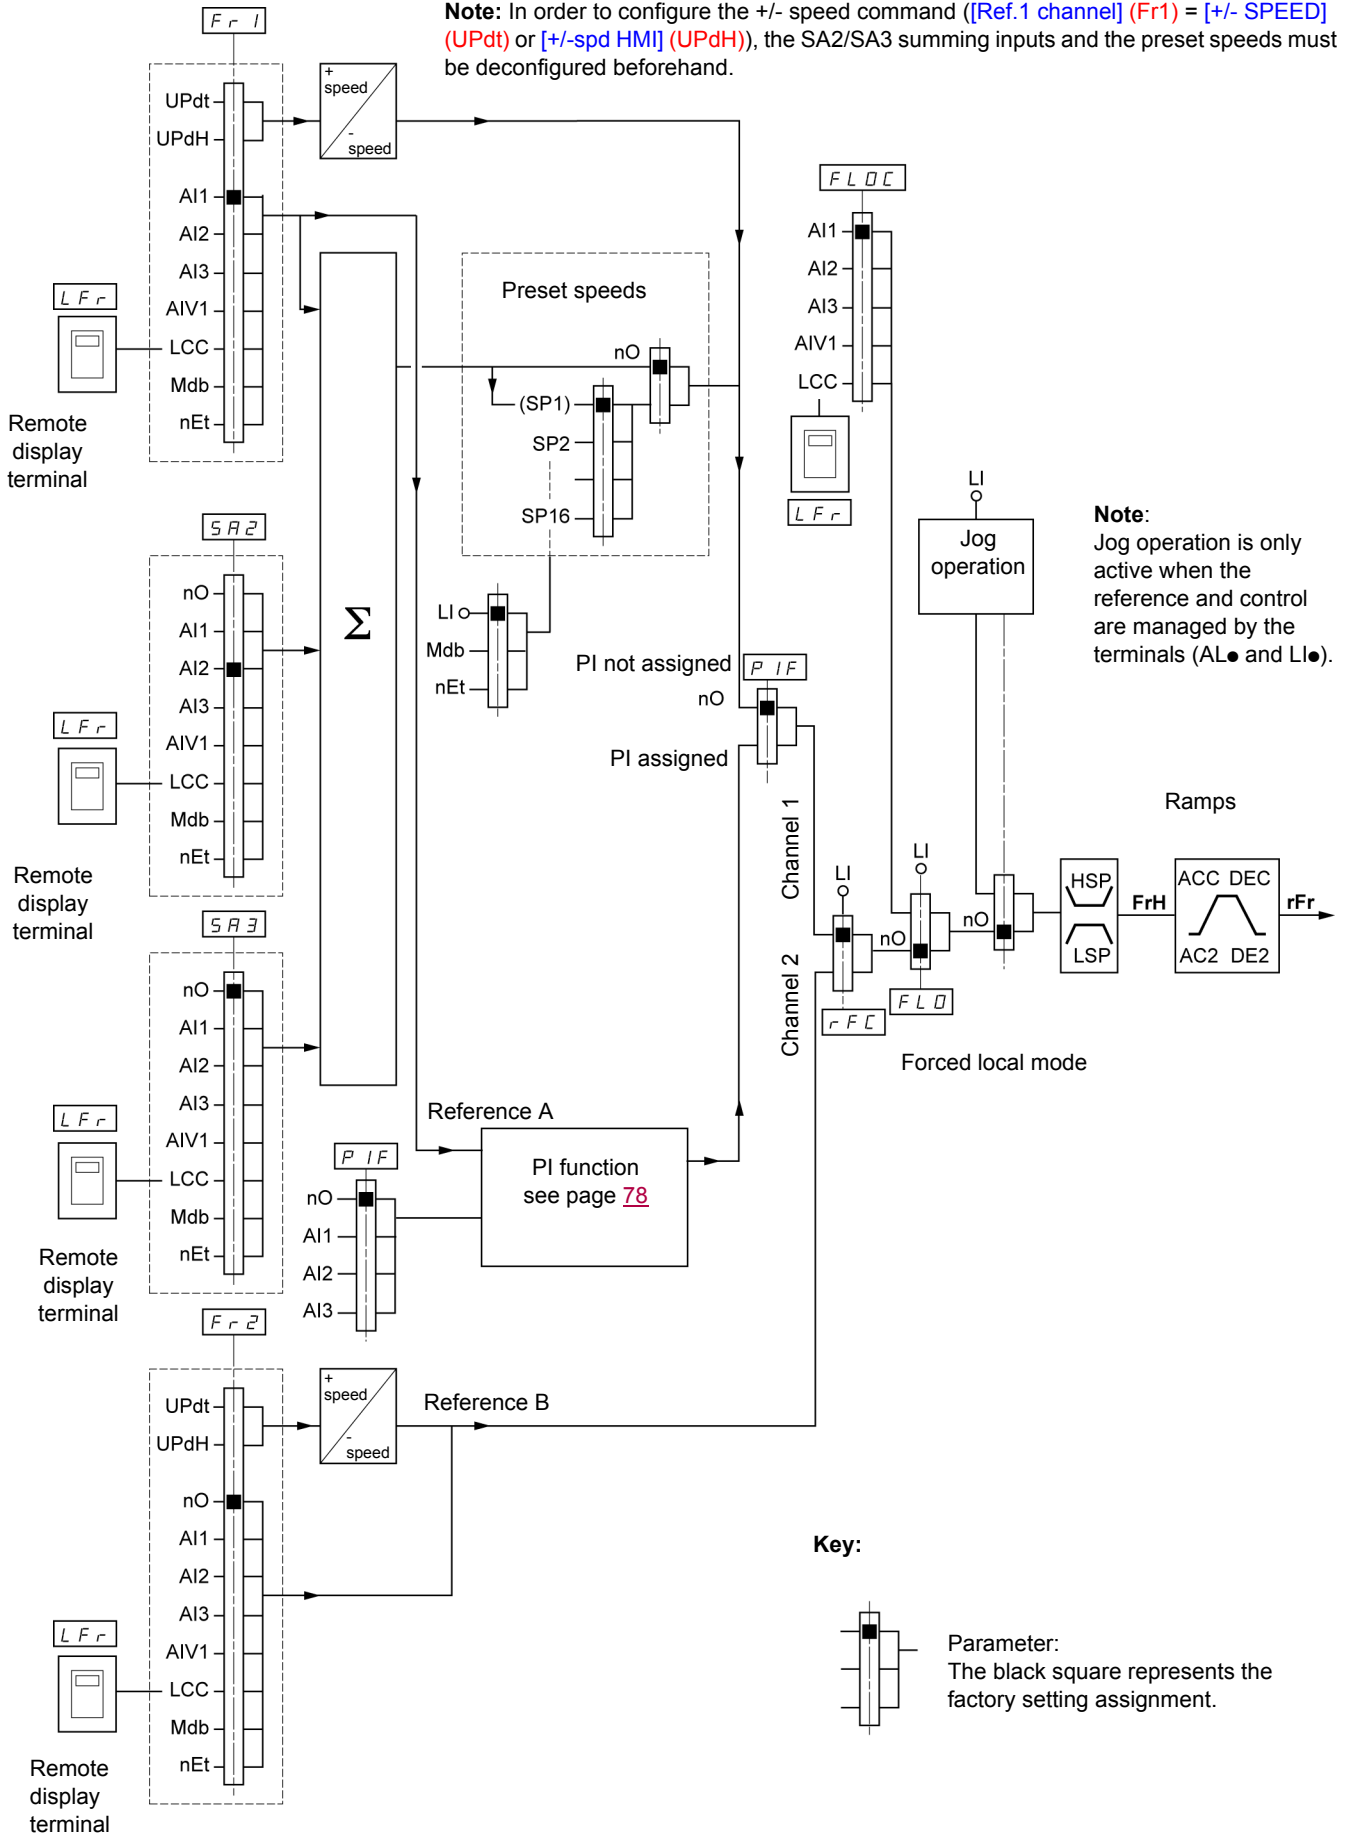 Note: In order to configure the +/- speed command ([Ref.1 channel] (Fr1) = [+/- SPEED]
(UPdt) or [+/-spd HMI] (UPdH)), the SA2/SA3 summing inputs and the preset speeds must
be deconfigured beforehand.
Fr1
UPdt
UPdH
AI1
AI2
AI3
AIV1
LCC
Mdb
nEt
LFr
Remote
display
terminal
+
speed
-
speed
SA2
nO
AI1
AI2
AI3
AIV1
LCC
Mdb
nEt
LFr
Remote
display
terminal
SA3
nO
AI1
AI2
AI3
AIV1
LCC
Mdb
nEt
LFr
Remote
display
terminal
Σ
Preset speeds
nO
(SP1)
SP2
SP16
LI
Mdb
nEt
PI not assigned
PIF
nO
PI assigned
FLOC
AI1
AI2
AI3
AIV1
LCC
LFr
LI
Jog
operation
Note:
Jog operation is only
active when the
reference and control
are managed by the
terminals (AL● and LI●).
Ramps
Channel 1
Channel 2
LI
rFC
nO
LI
FLO
nO
Forced local mode
HSP
LSP
FrH
ACC DEC
AC2 DE2
rFr
Reference A
PIF
nO
AI1
AI2
AI3
PI function
see page 78
Fr2
UPdt
UPdH
nO
AI1
AI2
AI3
AIV1
LCC
Mdb
nEt
LFr
Remote
display
terminal
+
speed
-
speed
Reference B
Key:
Parameter:
The black square represents the
factory setting assignment.